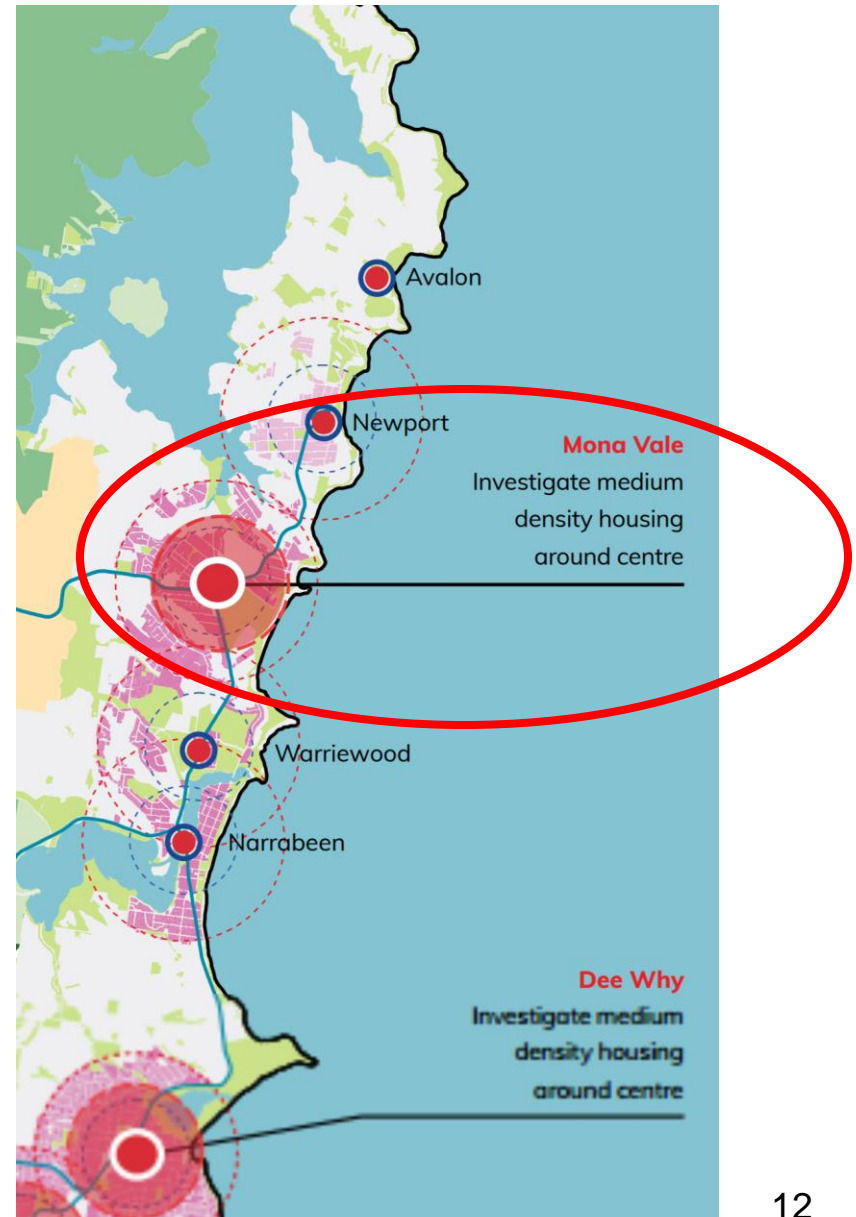 Avalon
Newport
Mona Vale
Investigate medium
density housing
around centre
Warriewood
Narrabeen
Dee Why
Investigate medium
density housing
around centre
12